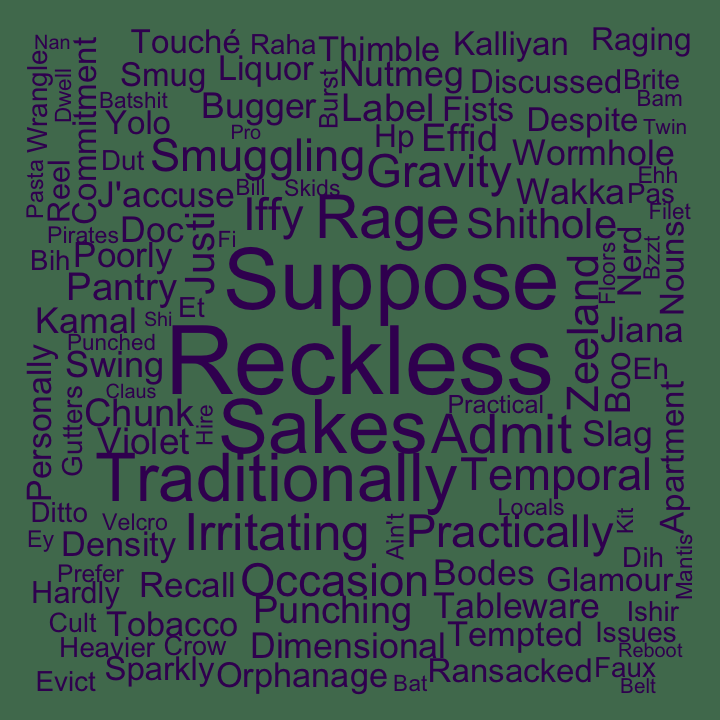 Nan
Touché
Raha
Thimble
Kalliyan
Raging
Wrangle
Dwell
Commitment
Smug
Liquor
Burst
Nutmeg
Discussed
Brite
Batshit
Bugger
Label
Fists
Bam
Yolo
Pro
Hp
Effid
Despite
Twin
Pasta
Reel
Dut
Smuggling
Gravity
Wormhole
Ehh
J'accuse
Bill
Skids
Wakka
Pas
Filet
Pirates
Doc
Justi
Iffy
Rage
Shithole
Nerd
Bzzt
Nouns
Bih
Poorly
Fi
Suppose
Zeeland
Floors
Pantry
Et
Kamal
Shi
Jiana
Punched
Reckless
Swing
Boo
Eh
Personally
Claus
Gutters
Chunk
Hire
Sakes
Practical
Admit
Slag
Apartment
Violet
Traditionally
Temporal
Ditto
Velcro
Locals
Kit
Ey
Density
Irritating
Ain't
Practically
Mantis
Prefer
Hardly
Recall
Occasion
Bodes
Dih
Glamour
Cult
Tobacco
Punching
Tableware
Ishir
Heavier
Crow
Dimensional
Tempted
Issues
Reboot
Evict
Sparkly
Orphanage
Bat
Ransacked
Faux
Belt